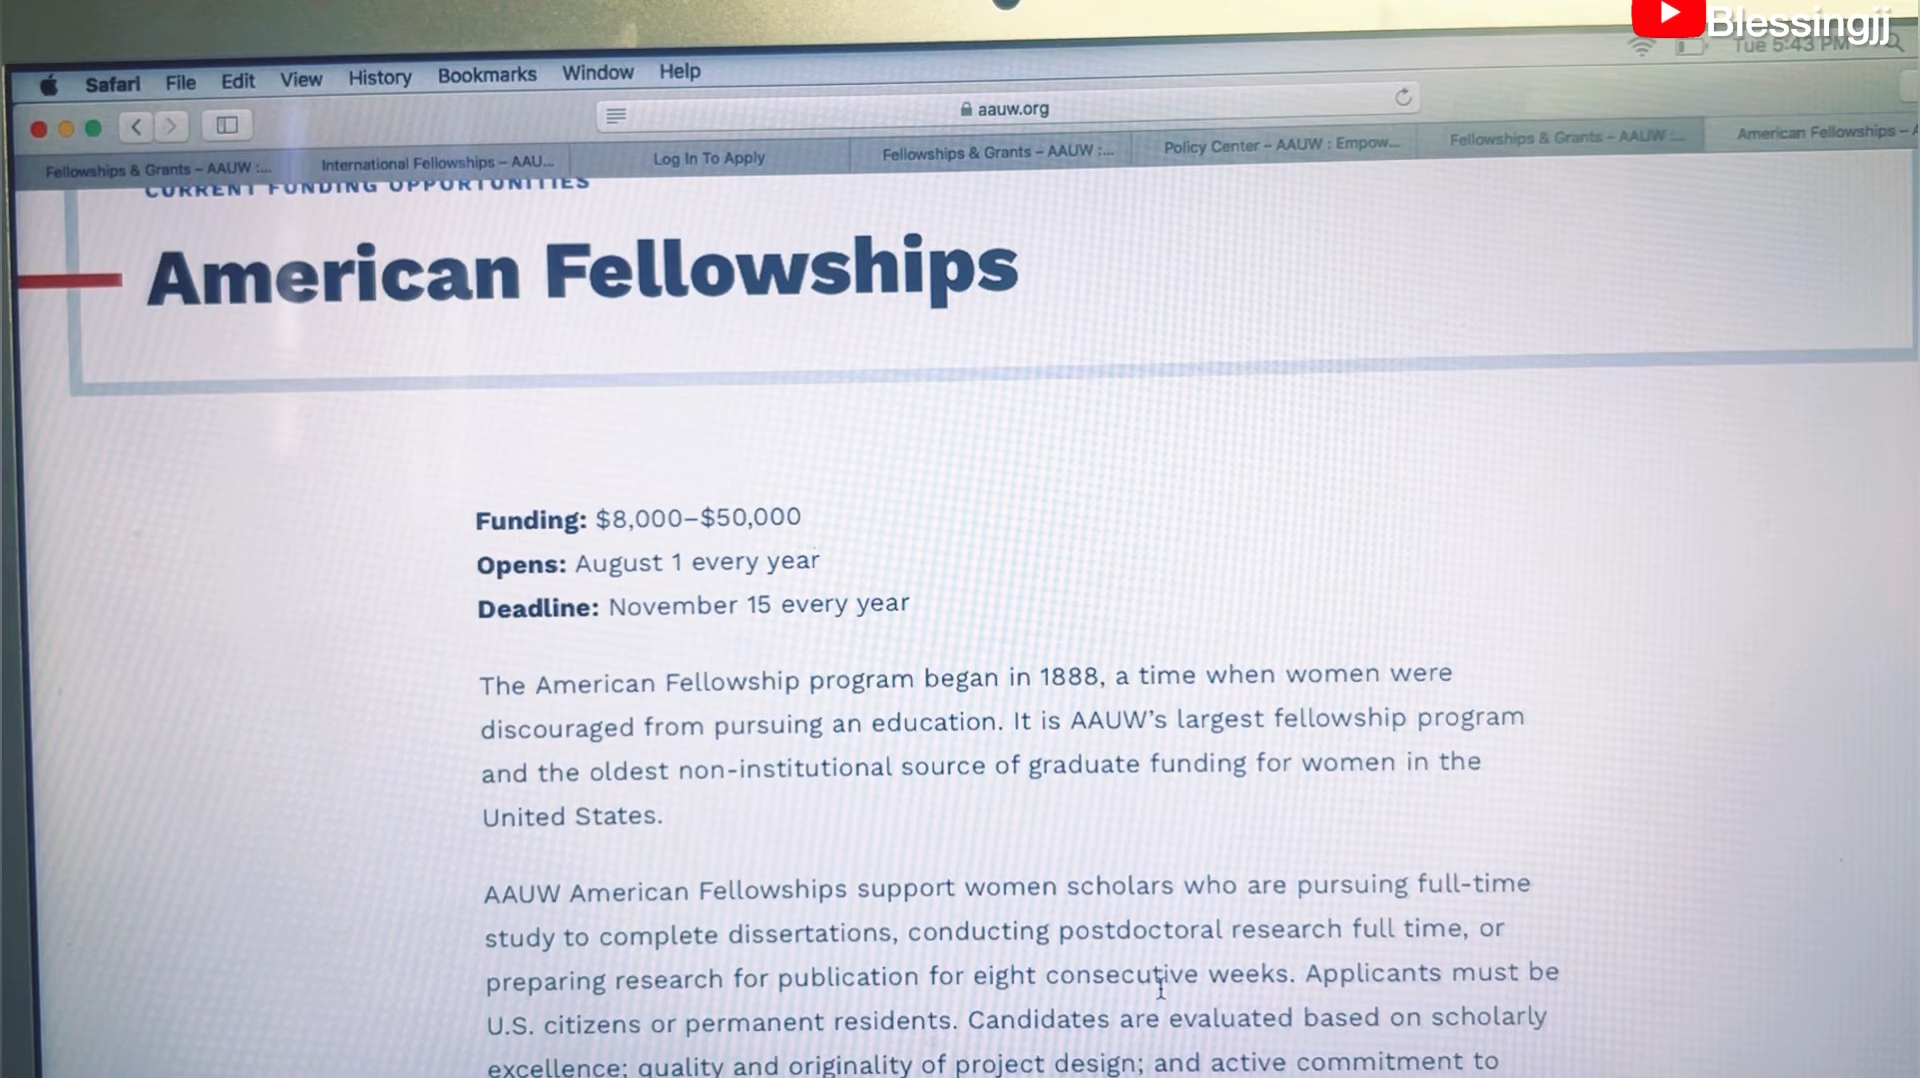 Blessingjj
Safari File Edit View History Bookmarks Window Help
Tue 5:43 PM
aauw.org
Fellowships & Grants – AAUW :...
International Fellowships – AAU...
Log In To Apply
Fellowships & Grants – AAUW :...
Policy Center – AAUW : Empow...
Fellowships & Grants – AAUW :...
American Fellowships – A
CURRENT FUNDING OPPORTUNITIES
American Fellowships
Funding: $8,000–$50,000
Opens: August 1 every year
Deadline: November 15 every year
The American Fellowship program began in 1888, a time when women were
discouraged from pursuing an education. It is AAUW’s largest fellowship program
and the oldest non-institutional source of graduate funding for women in the
United States.
AAUW American Fellowships support women scholars who are pursuing full-time
study to complete dissertations, conducting postdoctoral research full time, or
preparing research for publication for eight consecutive weeks. Applicants must be
U.S. citizens or permanent residents. Candidates are evaluated based on scholarly
excellence; quality and originality of project design; and active commitment to